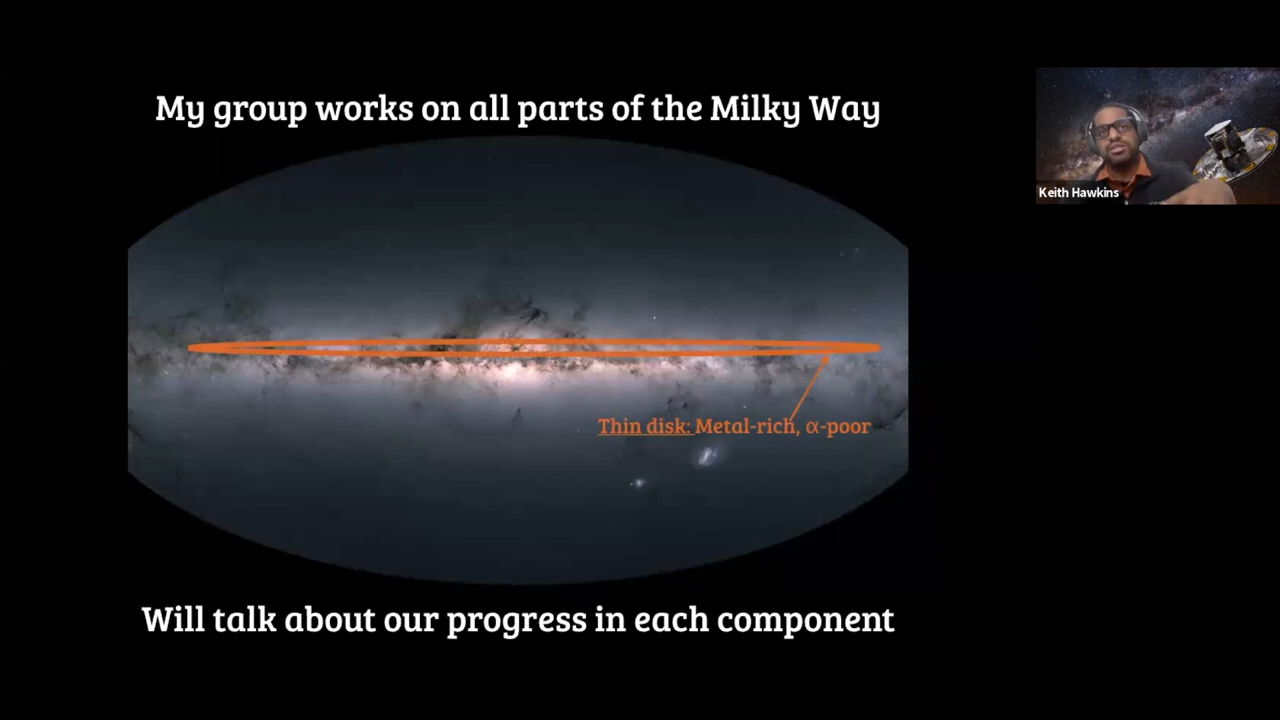 My group works on all parts of the Milky Way
Keith Hawkins
Thin disk: Metal-rich, α-poor
Will talk about our progress in each component